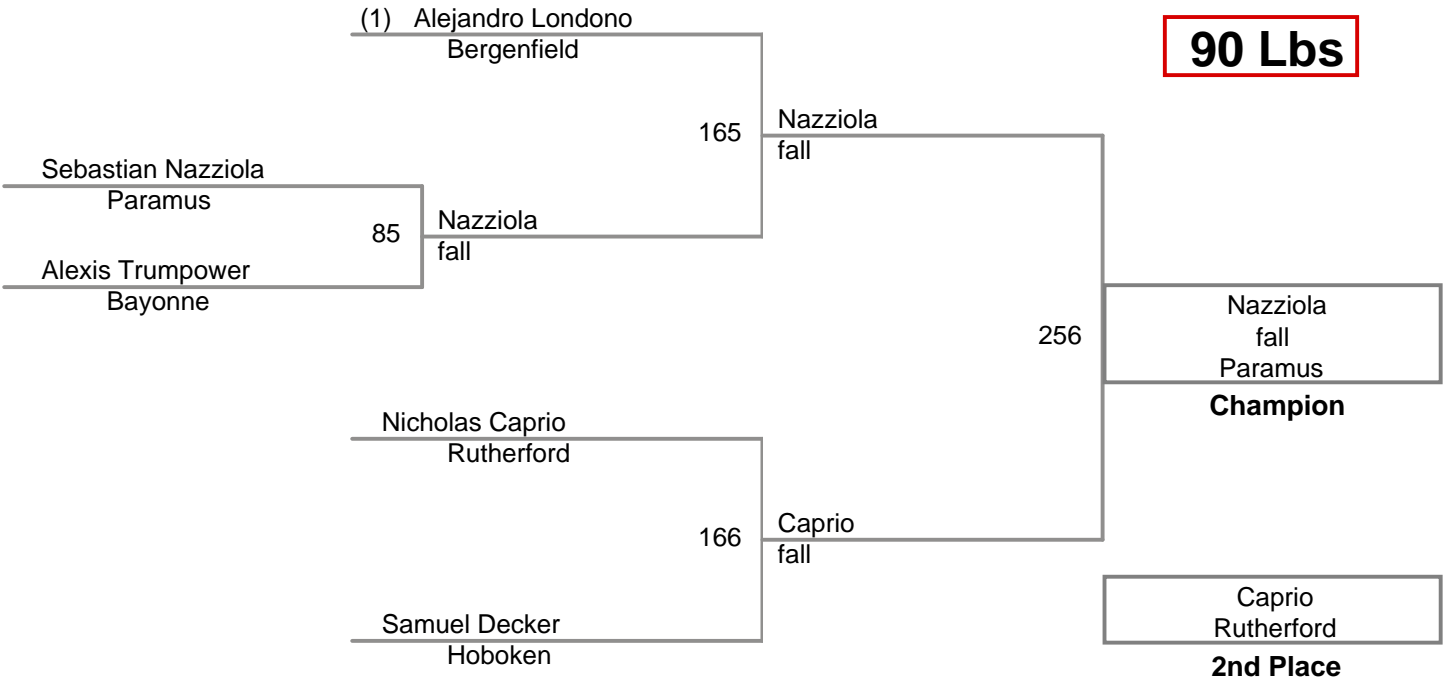 (1) Alejandro Londono
Bergenfield
90 Lbs
165
Nazziola
fall
Sebastian Nazziola
Paramus
85
Nazziola
fall
Alexis Trumpower
Bayonne
256
Nazziola
fall
Paramus
Champion
Nicholas Caprio
Rutherford
166
Caprio
fall
Samuel Decker
Hoboken
Caprio
Rutherford
2nd Place